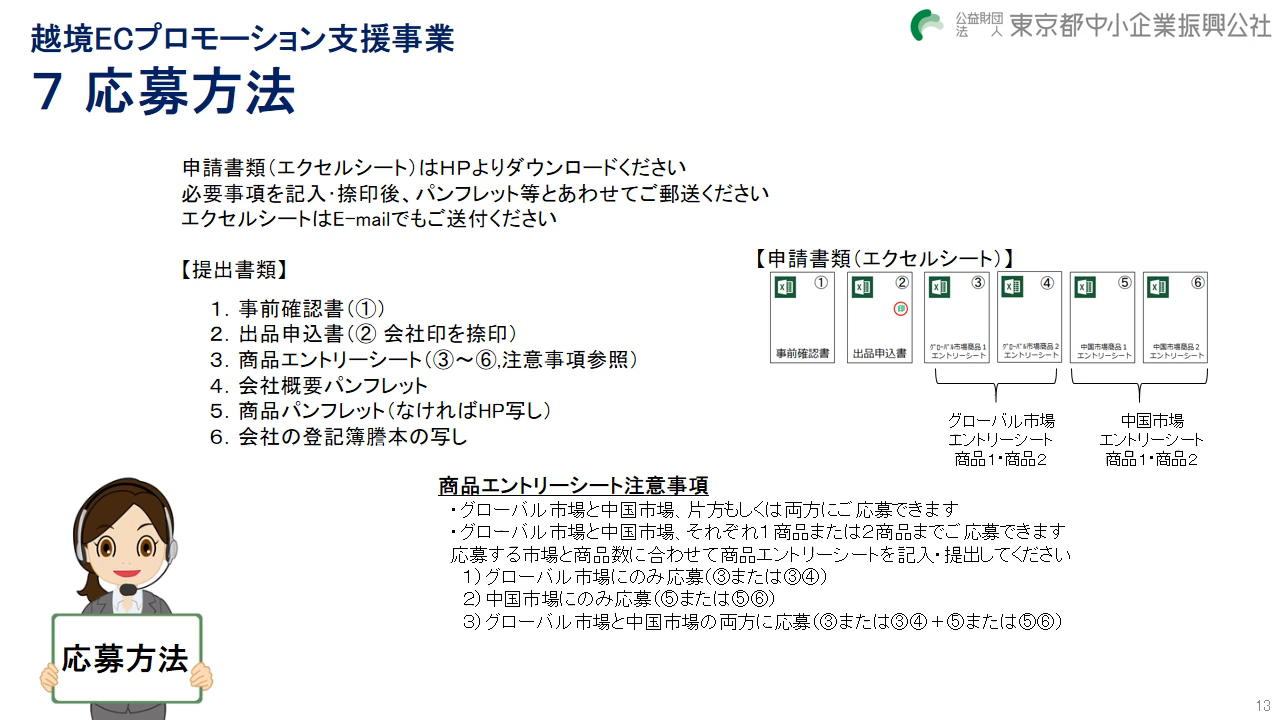 越境ECプロモーション支援事業
公益財団法人 東京都中小企業振興公社
7 応募方法
申請書類（エクセルシート）はHPよりダウンロードください
必要事項を記入・捺印後、パンフレット等とあわせてご郵送ください
エクセルシートはE-mailでもご送付ください
【提出書類】
1. 事前確認書（①）
2. 出品申込書（② 会社印を捺印）
3. 商品エントリーシート（③～⑥,注意事項参照）
4. 会社概要パンフレット
5. 商品パンフレット（なければHP写し）
6. 会社の登記簿謄本の写し
【申請書類（エクセルシート）】
① ② ③ ④ ⑤ ⑥
印
事前確認書
出品申込書
ｸﾞﾛｰﾊﾞﾙ市場商品1
エントリーシート
ｸﾞﾛｰﾊﾞﾙ市場商品2
エントリーシート
中国市場商品1
エントリーシート
中国市場商品2
エントリーシート
グローバル市場
エントリーシート
商品1・商品2
中国市場
エントリーシート
商品1・商品2
商品エントリーシート注意事項
・グローバル市場と中国市場、片方もしくは両方にご応募できます
・グローバル市場と中国市場、それぞれ1商品または2商品までご応募できます
応募する市場と商品数に合わせて商品エントリーシートを記入・提出してください
1）グローバル市場にのみ応募（③または③④）
2）中国市場にのみ応募（⑤または⑤⑥）
3）グローバル市場と中国市場の両方に応募（③または③④＋⑤または⑤⑥）
応募方法
13